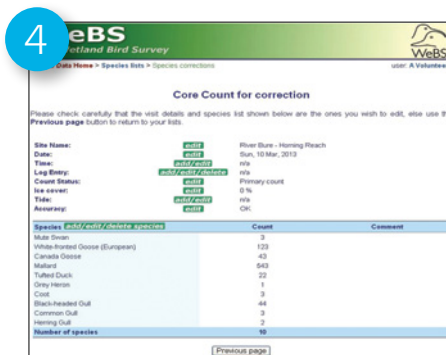 4
WeBS
Wetland Bird Survey
WeBS
Data Home > Species lists > Species corrections
user: A Volunteer
Core Count for correction
Please check carefully that the visit details and species list shown below are the ones you wish to edit, else use the
Previous page button to return to your lists.
Site Name: edit River Bure - Horning Reach
Date: edit Sun, 10 Mar, 2013
Time: add/edit n/a
Log Entry: add/edit/delete n/a
Count Status: edit Primary count
Ice cover: edit 0 %
Tide: add/edit n/a
Accuracy: edit OK
Species add/edit/delete species Count Comment
Mute Swan 3
White-fronted Goose (European) 123
Canada Goose 43
Mallard 543
Tufted Duck 22
Grey Heron 1
Coot 3
Black-headed Gull 44
Common Gull 3
Herring Gull 2
Number of species 10
Previous page